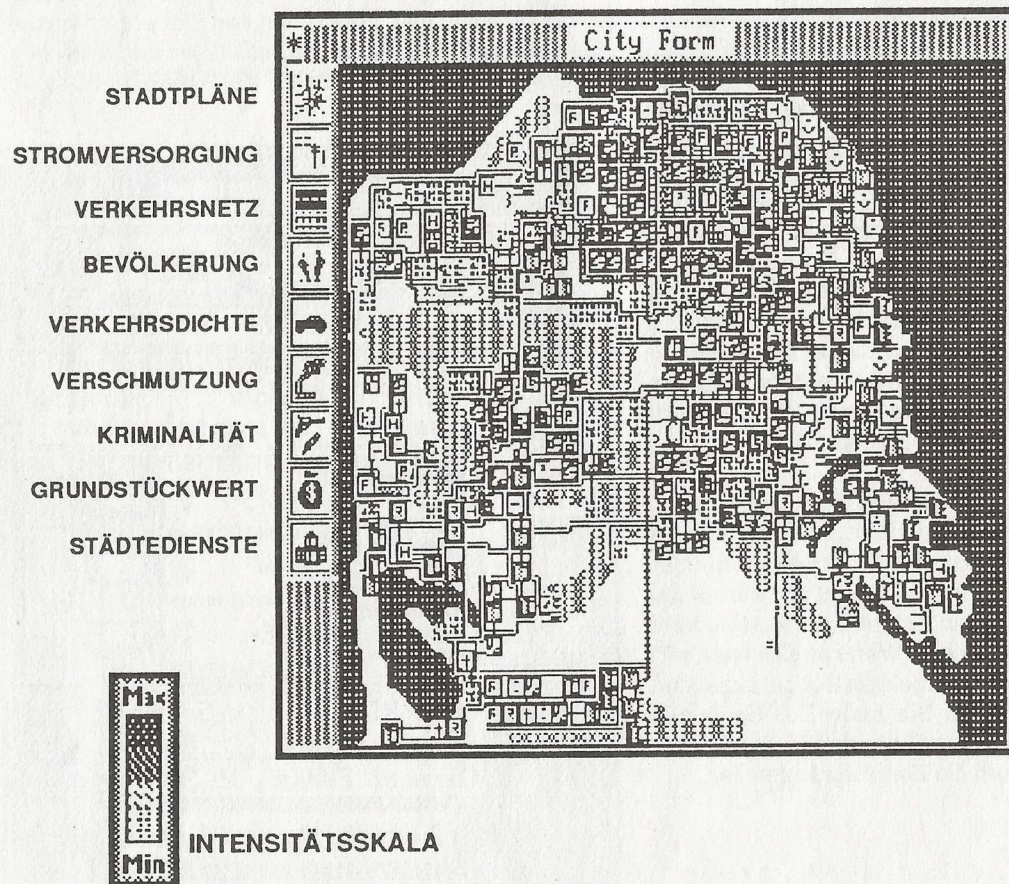 City Form
STADTPLÄNE
STROMVERSORGUNG
VERKEHRSNETZ
BEVÖLKERUNG
VERKEHRSDICHTE
VERSCHMUTZUNG
KRIMINALITÄT
GRUNDSTÜCKWERT
STÄDTEDIENSTE
Max
Min
INTENSITÄTSSKALA